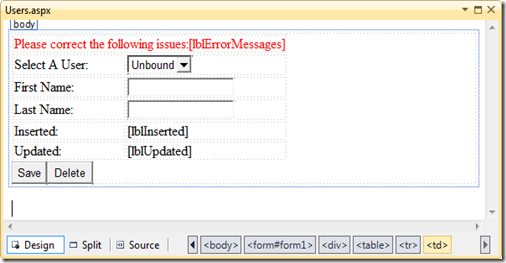 Users.aspx
body
Please correct the following issues:[lblErrorMessages]
Select A User: Unbound
First Name:
Last Name:
Inserted: [lblInserted]
Updated: [lblUpdated]
Save Delete
Design Split Source <body> <form#form1> <div> <table> <tr> <td>